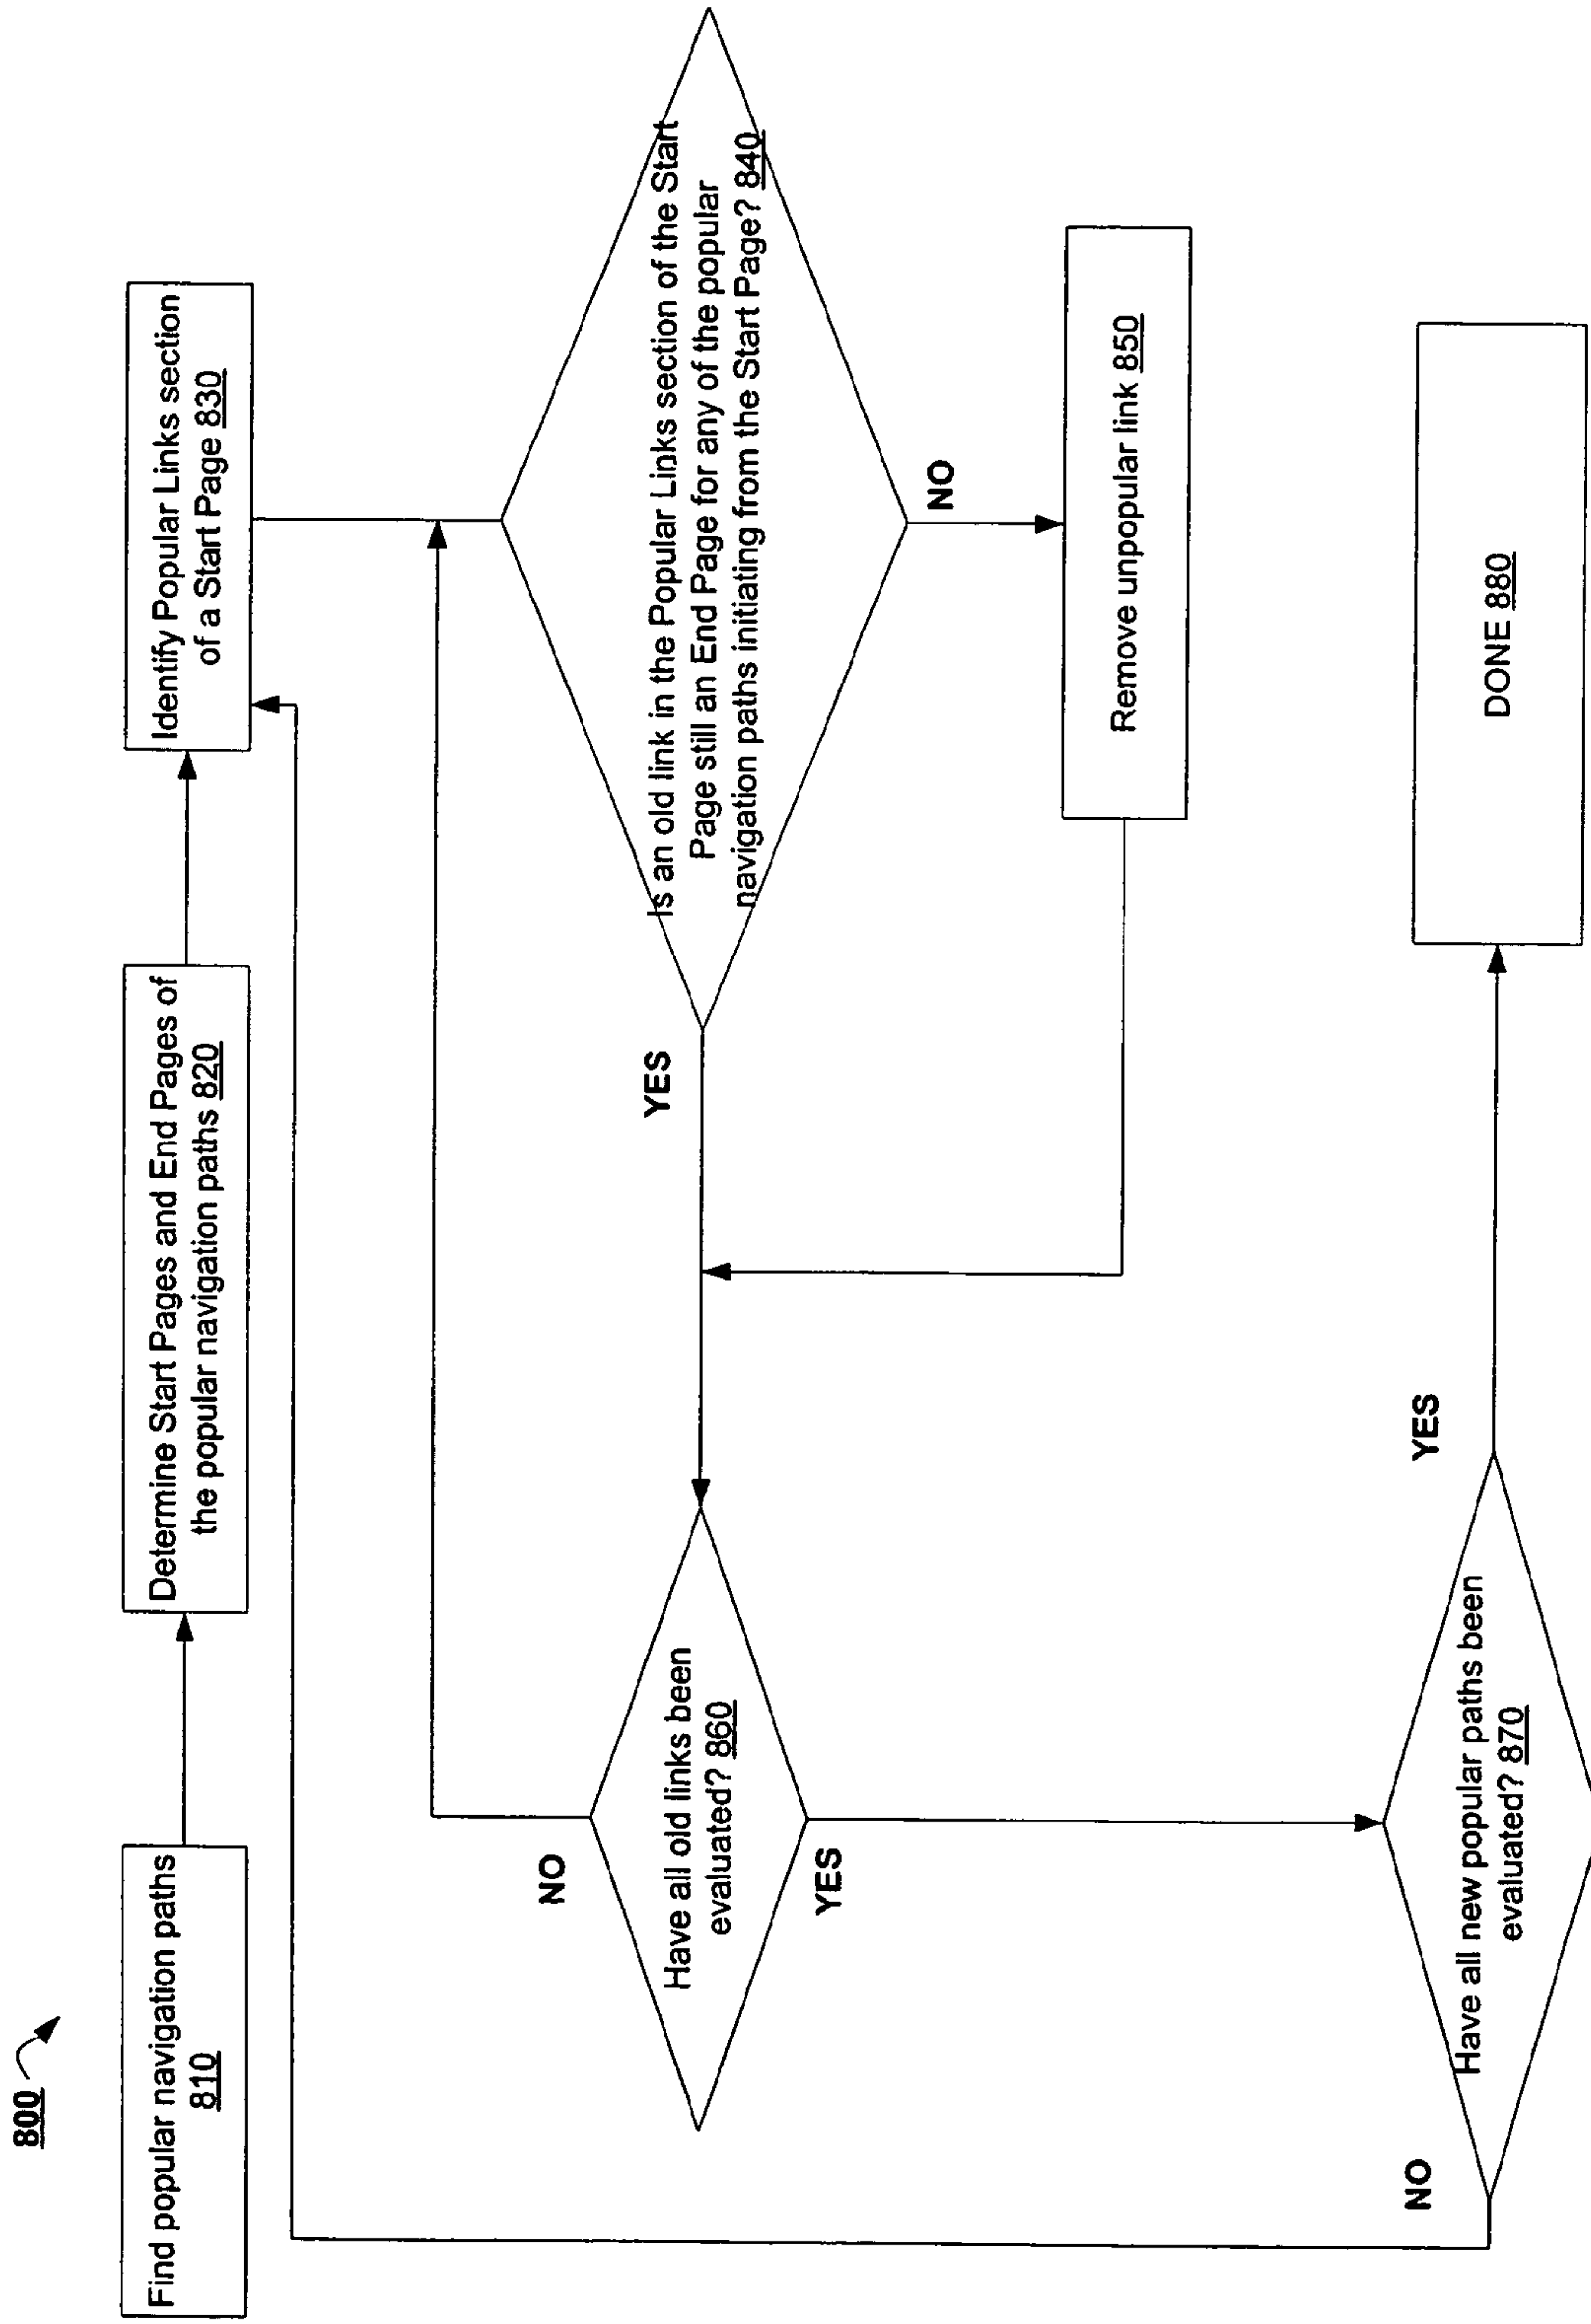 800
Find popular navigation paths
810
Determine Start Pages and End Pages of
the popular navigation paths 820
Identify Popular Links section
of a Start Page 830
Is an old link in the Popular Links section of the Start
Page still an End Page for any of the popular
navigation paths initiating from the Start Page? 840
YES
NO
Remove unpopular link 850
Have all old links been
evaluated? 860
NO
YES
Have all new popular paths been
evaluated? 870
NO
YES
DONE 880